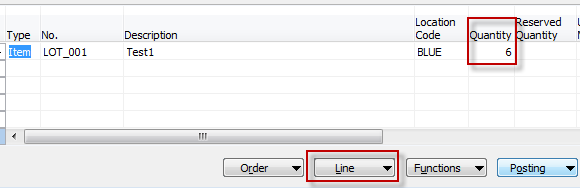 Type No. Description Location Code Quantity Reserved Quantity
Item LOT_001 Test1 BLUE 6
Order Line Functions Posting